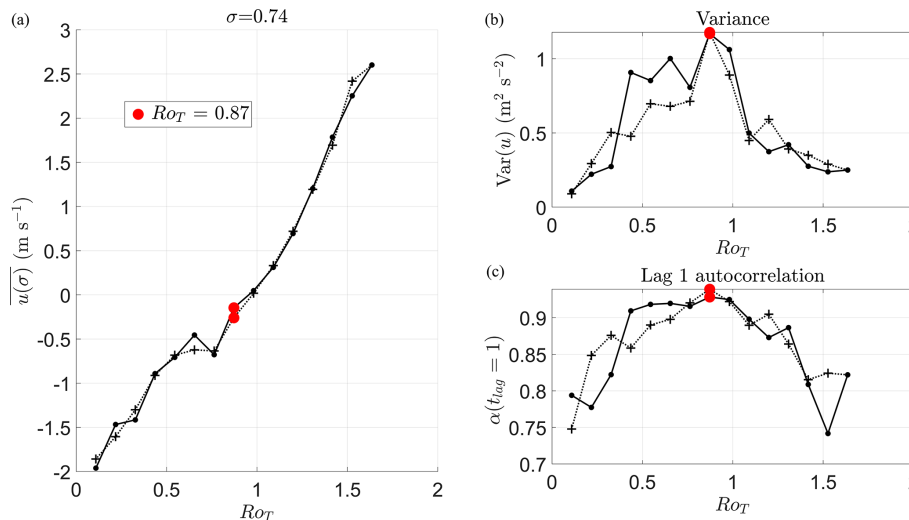 (a)
σ=0.74
3
2.5
2
1.5
1
0.5
0
-0.5
-1
-1.5
-2
u(σ) (m s⁻¹)
Ro_T = 0.87
0 0.5 1 1.5 2
Ro_T
(b)
Variance
1
0.5
0
Var(u) (m² s⁻²)
0 0.5 1 1.5 2
Ro_T
(c)
Lag 1 autocorrelation
0.9
0.85
0.8
0.75
0.7
α(t_lag = 1)
0 0.5 1 1.5
Ro_T